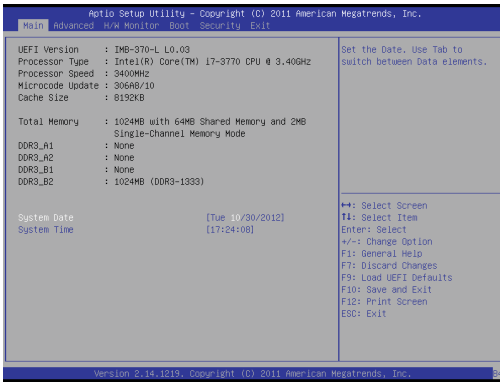 Aptio Setup Utility – Copyright (C) 2011 American Megatrends, Inc.
Main Advanced H/W Monitor Boot Security Exit
UEFI Version : IMB-370-L L0.03
Processor Type : Intel(R) Core(TM) i7-3770 CPU @ 3.40GHz
Processor Speed : 3400MHz
Microcode Update : 306A8/10
Cache Size : 8192KB
Total Memory : 1024MB with 64MB Shared Memory and 2MB
Single-Channel Memory Mode
DDR3_A1 : None
DDR3_A2 : None
DDR3_B1 : None
DDR3_B2 : 1024MB (DDR3-1333)
System Date [Tue 10/30/2012]
System Time [17:24:08]
Set the Date. Use Tab to
switch between Data elements.
↔: Select Screen
↑↓: Select Item
Enter: Select
+/-: Change Option
F1: General Help
F7: Discard Changes
F9: Load UEFI Defaults
F10: Save and Exit
F12: Print Screen
ESC: Exit
Version 2.14.1219. Copyright (C) 2011 American Megatrends, Inc.